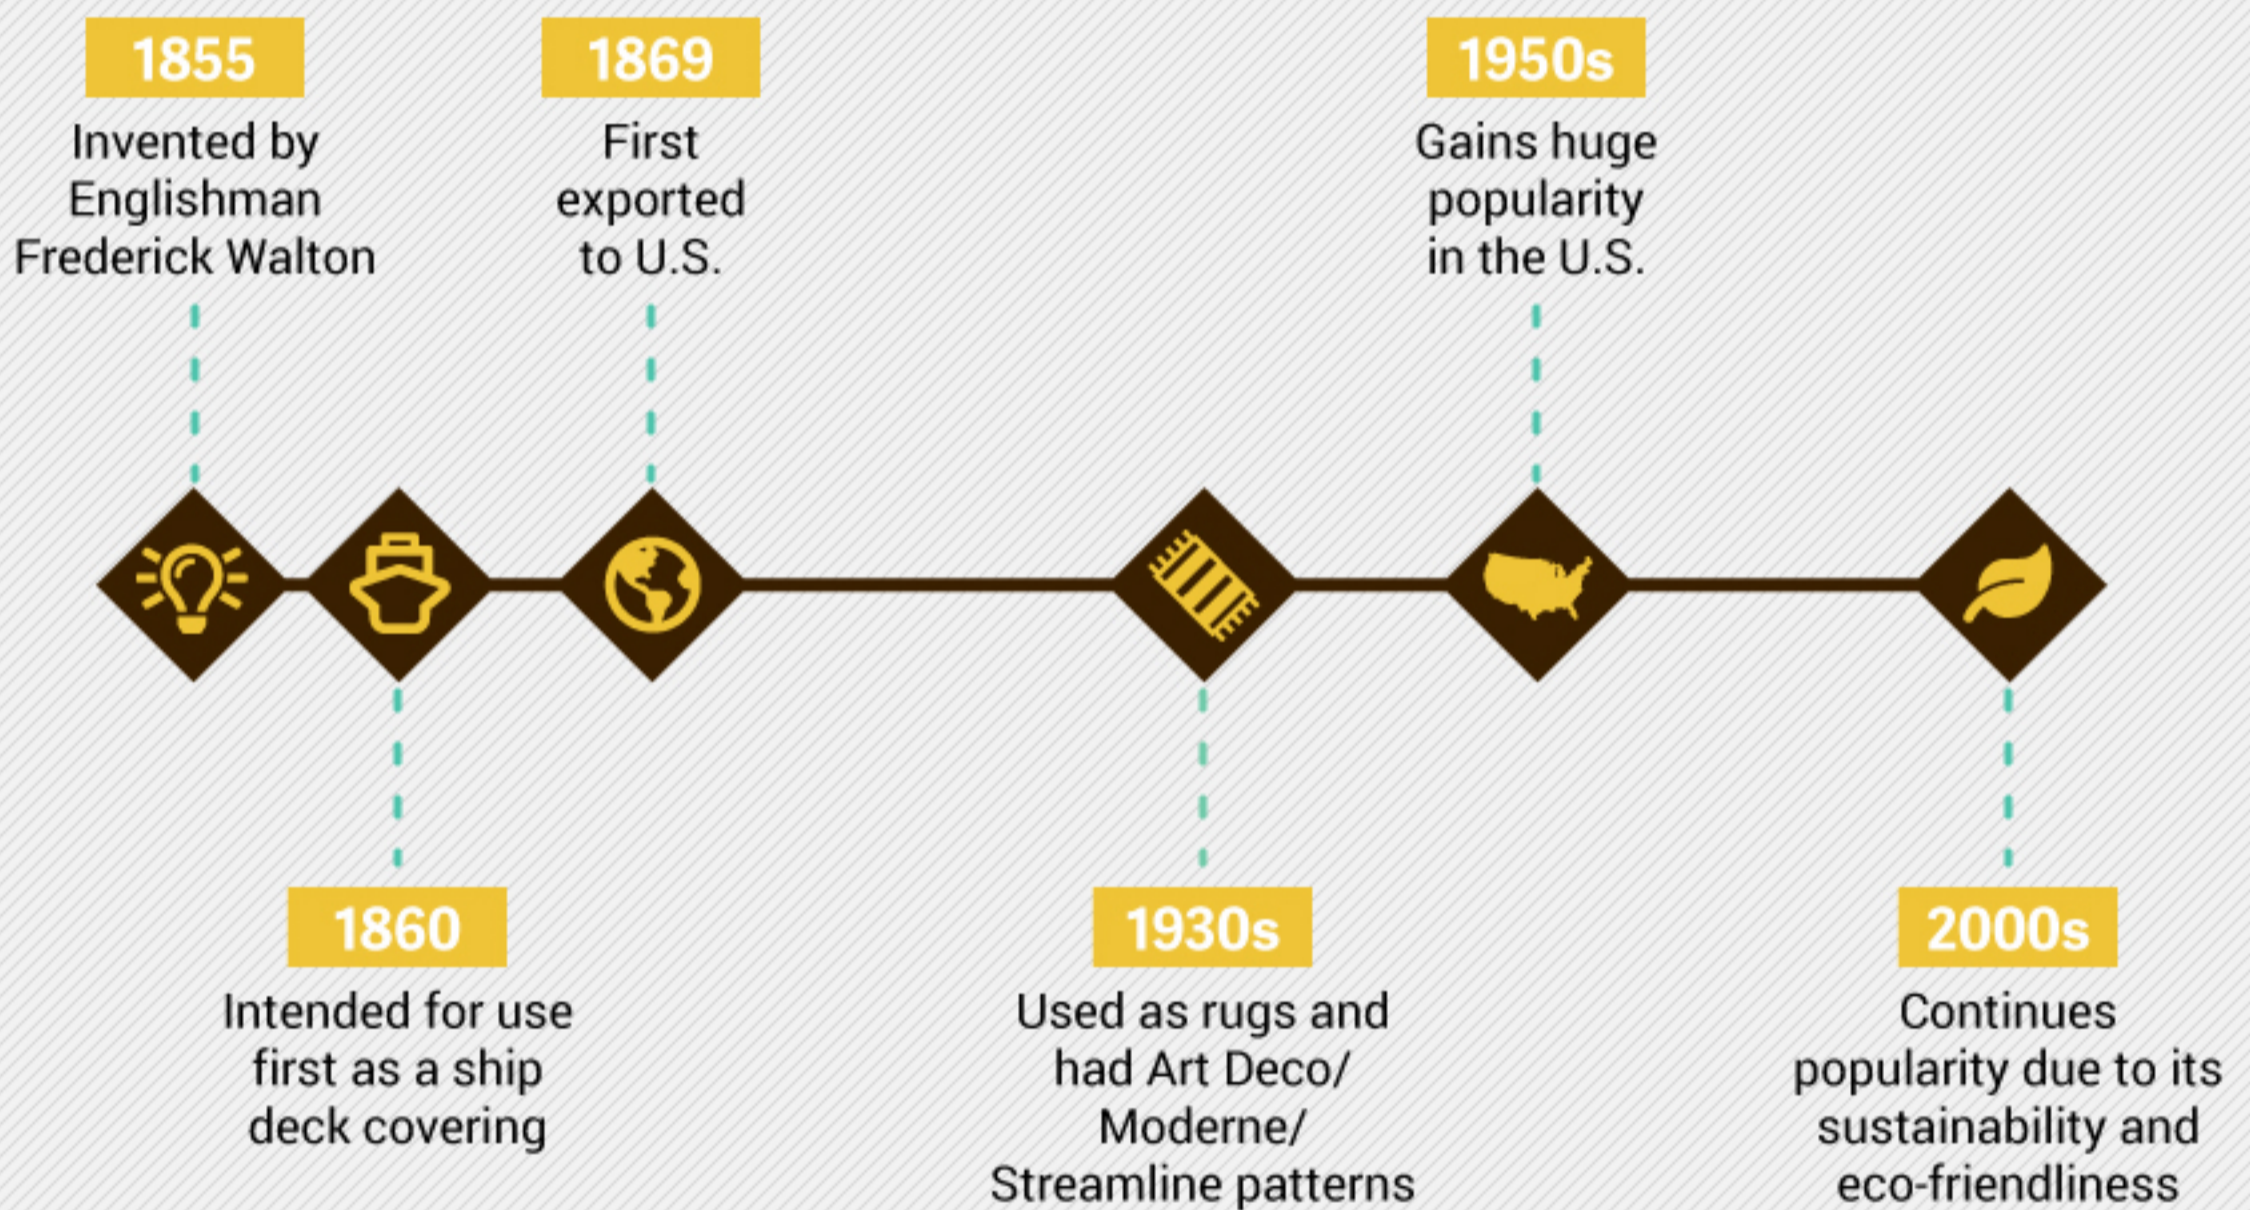 1855
Invented by
Englishman
Frederick Walton
1869
First
exported
to U.S.
1950s
Gains huge
popularity
in the U.S.
1860
Intended for use
first as a ship
deck covering
1930s
Used as rugs and
had Art Deco/
Moderne/
Streamline patterns
2000s
Continues
popularity due to its
sustainability and
eco-friendliness